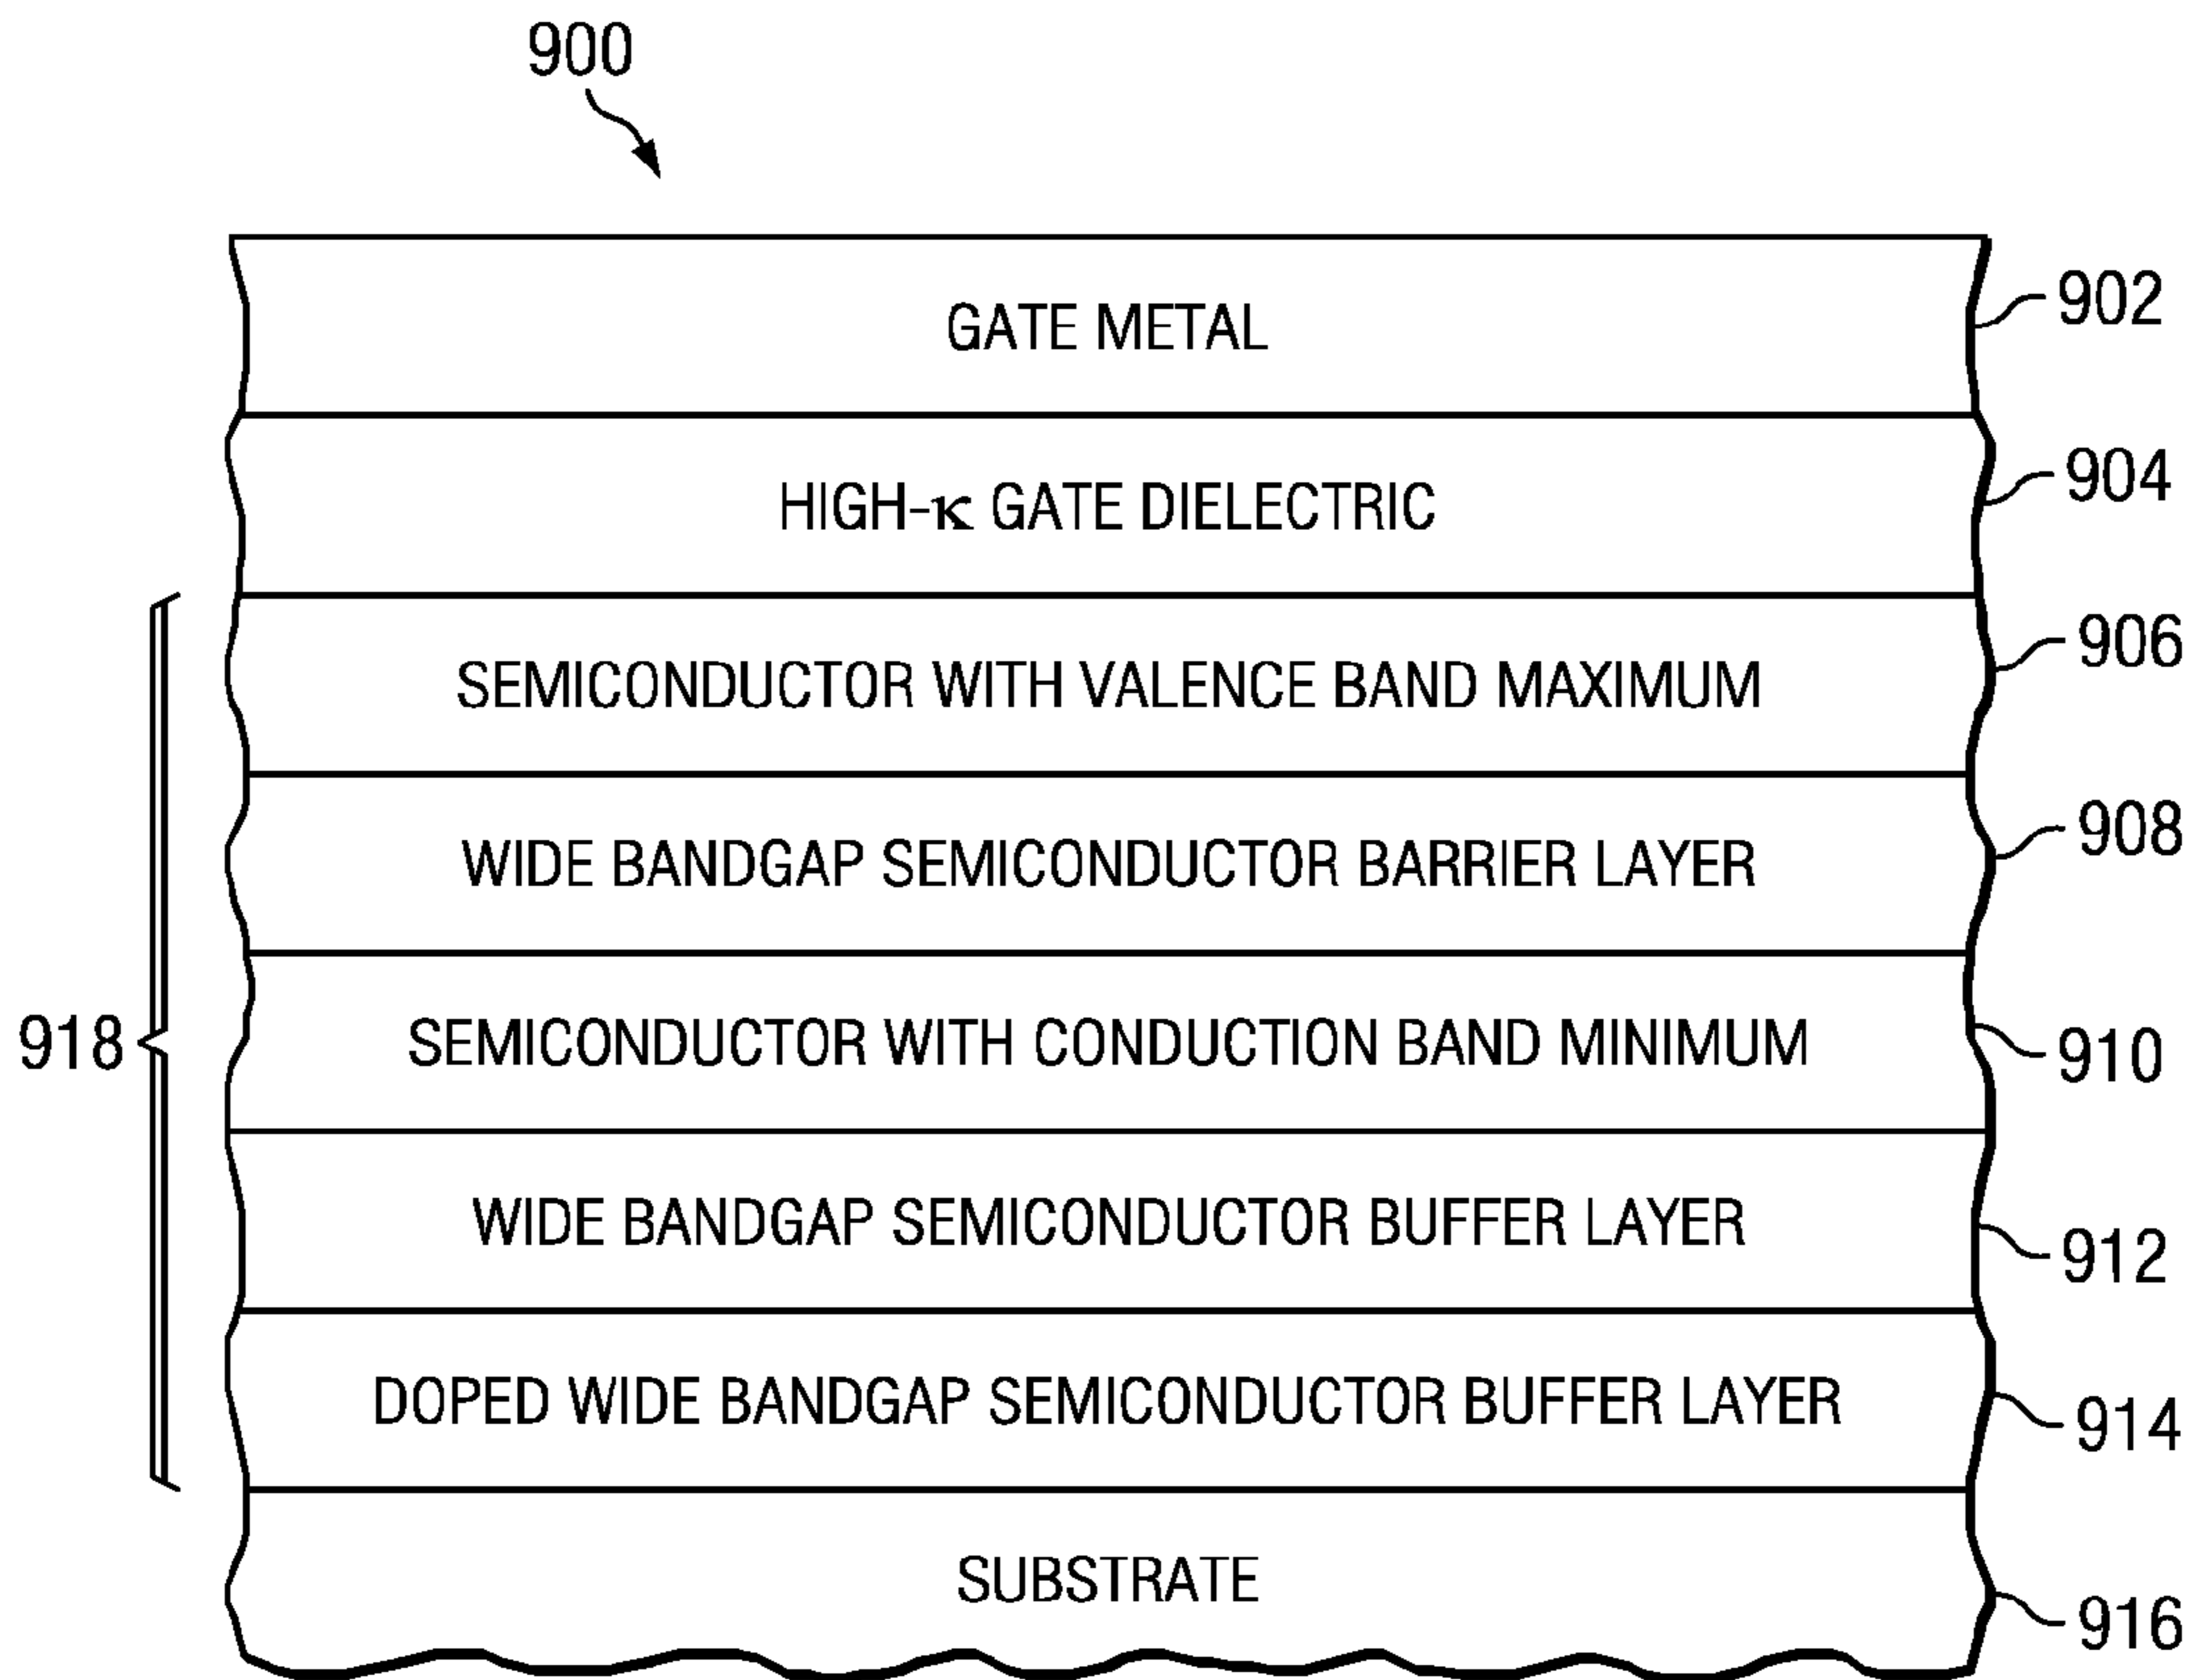 900
GATE METAL
902
HIGH-κ GATE DIELECTRIC
904
SEMICONDUCTOR WITH VALENCE BAND MAXIMUM
906
WIDE BANDGAP SEMICONDUCTOR BARRIER LAYER
908
918
SEMICONDUCTOR WITH CONDUCTION BAND MINIMUM
910
WIDE BANDGAP SEMICONDUCTOR BUFFER LAYER
912
DOPED WIDE BANDGAP SEMICONDUCTOR BUFFER LAYER
914
SUBSTRATE
916